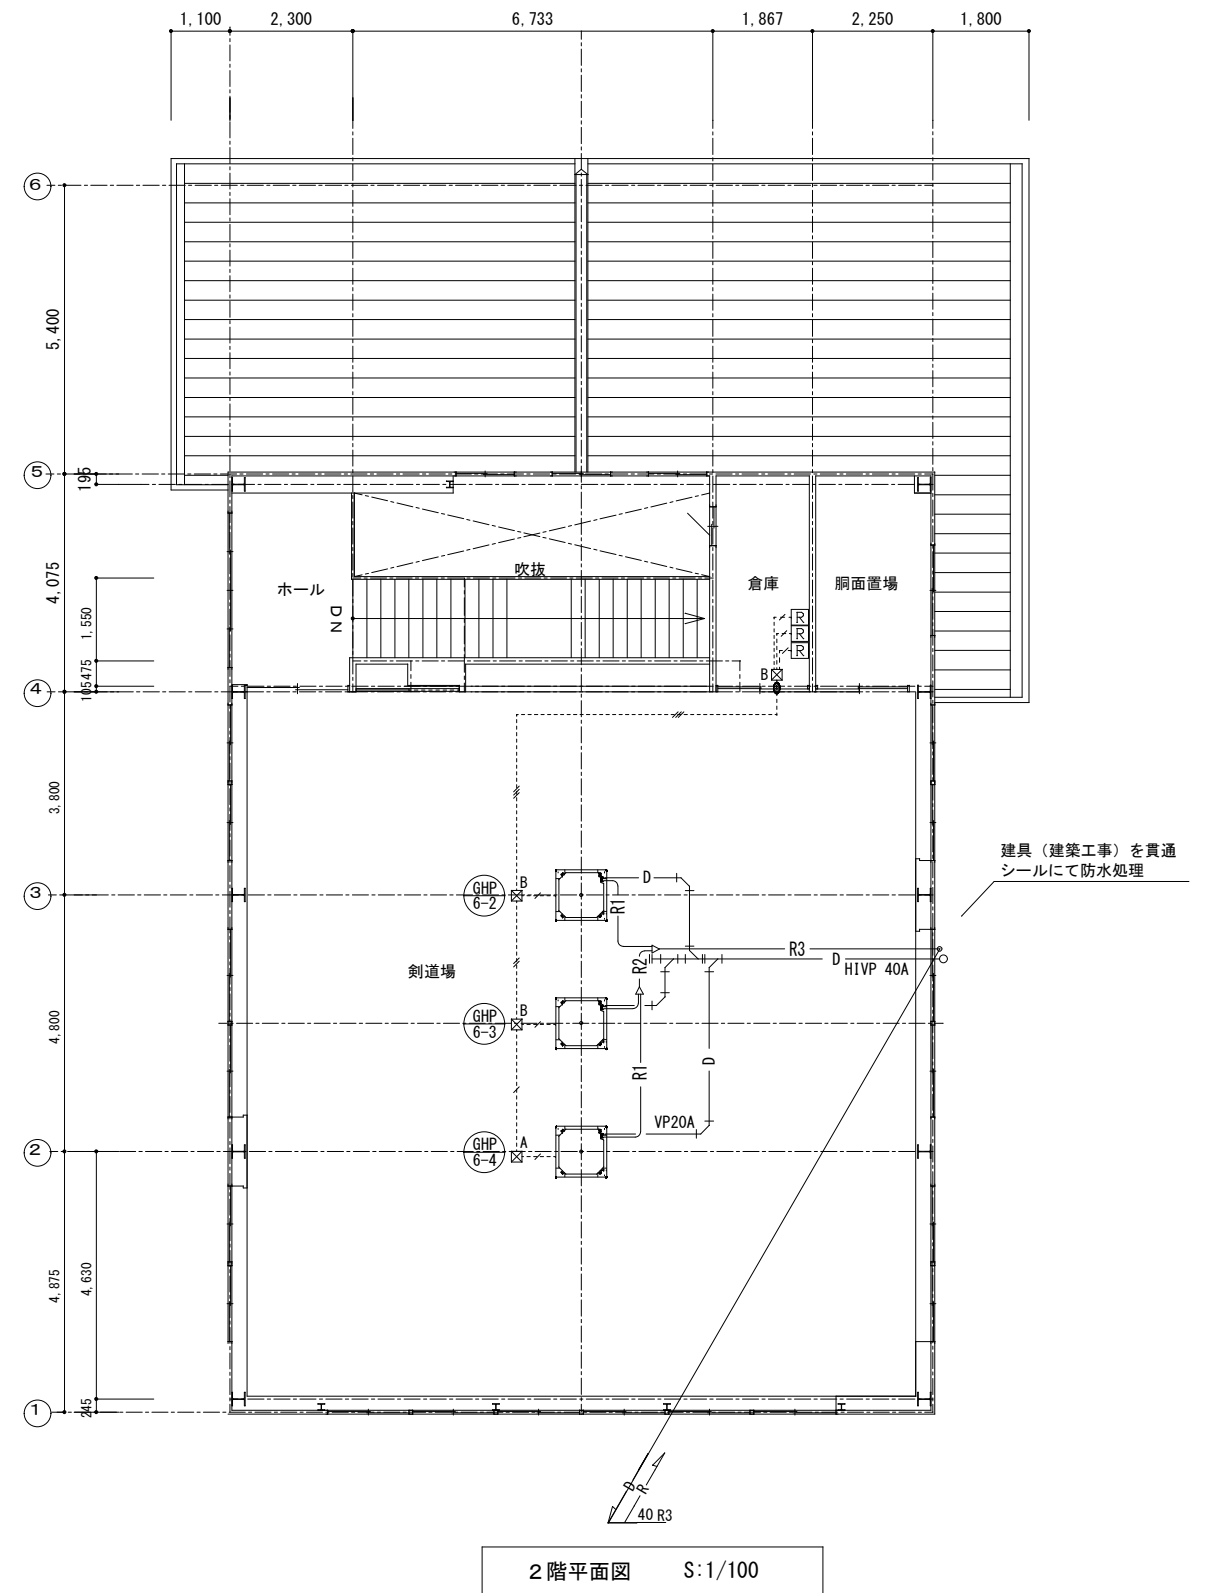 1,100 2,300 6,733 1,867 2,250 1,800
6
5,400
5
195
4,075
吹抜
ホール
倉庫
胴面置場
DN
1,550
R
R
R
475
B
105
4
3,800
建具（建築工事）を貫通
シールにて防水処理
3
GHP
6-2
B
D
R1
剣道場
R2
R3
D
HIVP 40A
4,800
GHP
6-3
B
R1
D
VP20A
2
GHP
6-4
A
4,875
4,630
245
1
D
R
40 R3
2階平面図 S:1/100